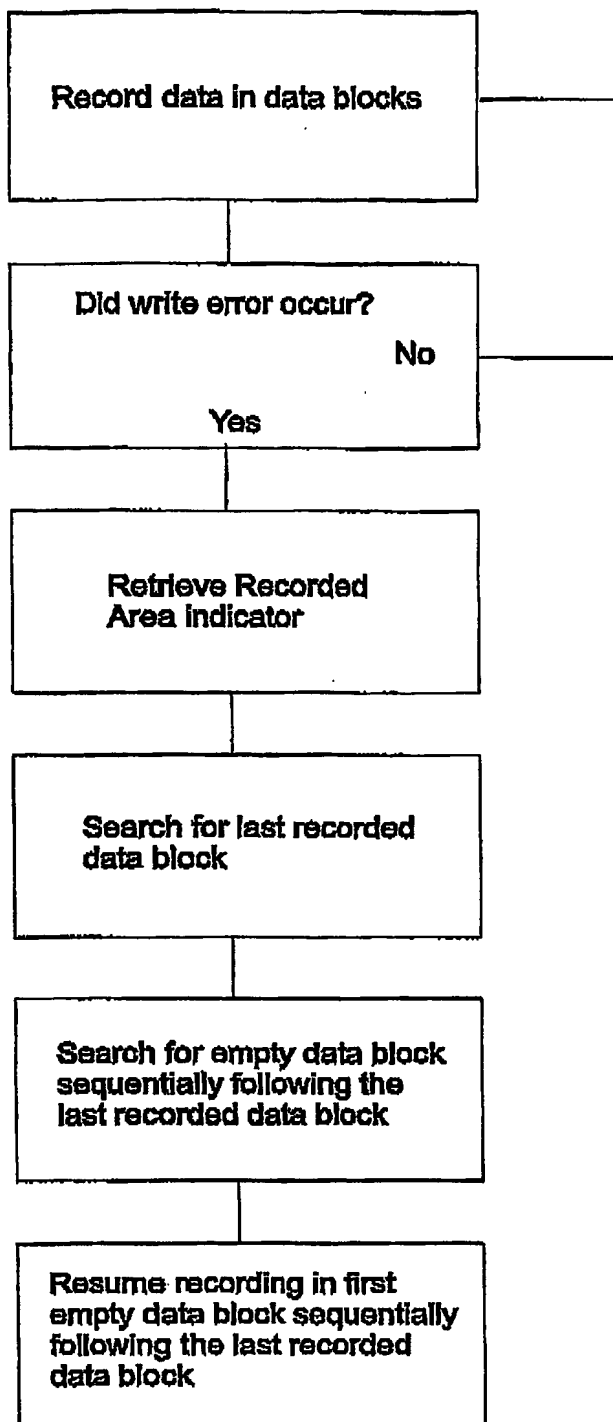 Record data in data blocks
Did write error occur?
No
Yes
Retrieve Recorded
Area indicator
Search for last recorded
data block
Search for empty data block
sequentially following the
last recorded data block
Resume recording in first
empty data block sequentially
following the last recorded
data block